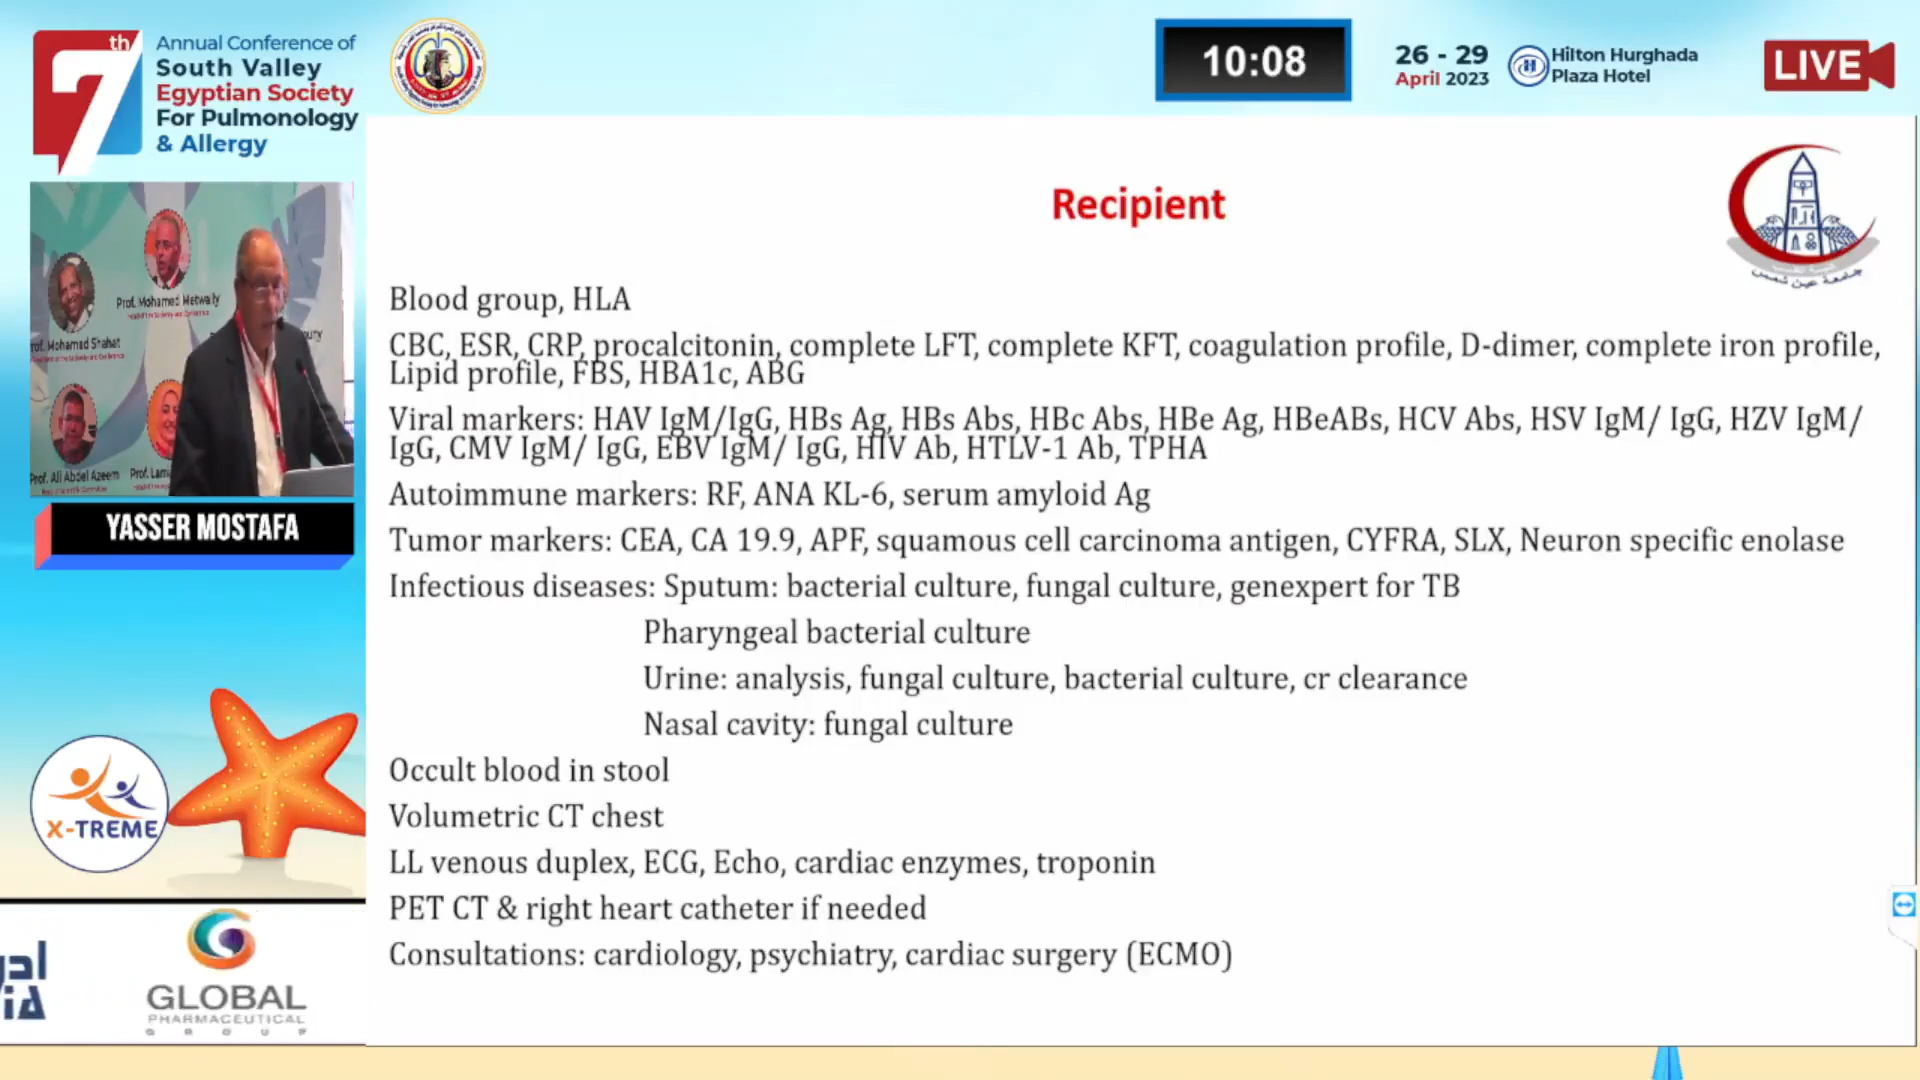 7th
Annual Conference of
South Valley
Egyptian Society
For Pulmonology
& Allergy
10:08
26 - 29
April 2023
Hilton Hurghada
Plaza Hotel
LIVE
Prof. Mohamed Metwally
Prof. Mohamed Shahat
Prof. Ali Abdel Azeem
Prof. Lam
YASSER MOSTAFA
X-TREME
GLOBAL
PHARMACEUTICAL
GROUP
جامعة عين شمس
Recipient
Blood group, HLA
CBC, ESR, CRP, procalcitonin, complete LFT, complete KFT, coagulation profile, D-dimer, complete iron profile,
Lipid profile, FBS, HBA1c, ABG
Viral markers: HAV IgM/IgG, HBs Ag, HBs Abs, HBc Abs, HBe Ag, HBeABs, HCV Abs, HSV IgM/ IgG, HZV IgM/
IgG, CMV IgM/ IgG, EBV IgM/ IgG, HIV Ab, HTLV-1 Ab, TPHA
Autoimmune markers: RF, ANA KL-6, serum amyloid Ag
Tumor markers: CEA, CA 19.9, APF, squamous cell carcinoma antigen, CYFRA, SLX, Neuron specific enolase
Infectious diseases: Sputum: bacterial culture, fungal culture, genexpert for TB
Pharyngeal bacterial culture
Urine: analysis, fungal culture, bacterial culture, cr clearance
Nasal cavity: fungal culture
Occult blood in stool
Volumetric CT chest
LL venous duplex, ECG, Echo, cardiac enzymes, troponin
PET CT & right heart catheter if needed
Consultations: cardiology, psychiatry, cardiac surgery (ECMO)